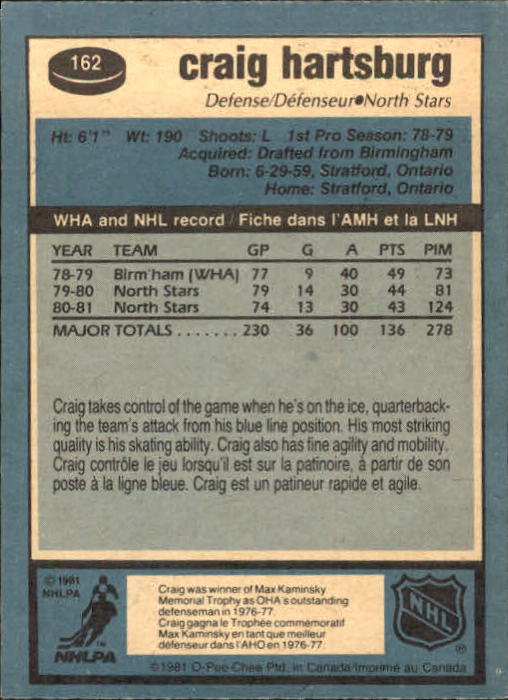 162
craig hartsburg
Defense/Défenseur•North Stars
Ht: 6'1" Wt: 190 Shoots: L 1st Pro Season: 78-79
Acquired: Drafted from Birmingham
Born: 6-29-59, Stratford, Ontario
Home: Stratford, Ontario
WHA and NHL record / Fiche dans l'AMH et la LNH
YEAR TEAM GP G A PTS PIM
78-79 Birm'ham (WHA) 77 9 40 49 73
79-80 North Stars 79 14 30 44 81
80-81 North Stars 74 13 30 43 124
MAJOR TOTALS ....... 230 36 100 136 278
Craig takes control of the game when he's on the ice, quarterback-
ing the team's attack from his blue line position. His most striking
quality is his skating ability. Craig also has fine agility and mobility.
Craig contrôle le jeu lorsqu'il est sur la patinoire, à partir de son
poste à la ligne bleue. Craig est un patineur rapide et agile.
© 1981
NHLPA
NHLPA
Craig was winner of Max Kaminsky
Memorial Trophy as OHA's outstanding
defenseman in 1976-77.
Craig gagna le Trophée commémoratif
Max Kaminsky en tant que meilleur
défenseur dans l'AHO en 1976-77.
NHL
®
©1981 O-Pee-Chee Ptd. in Canada/Imprimé au Canada